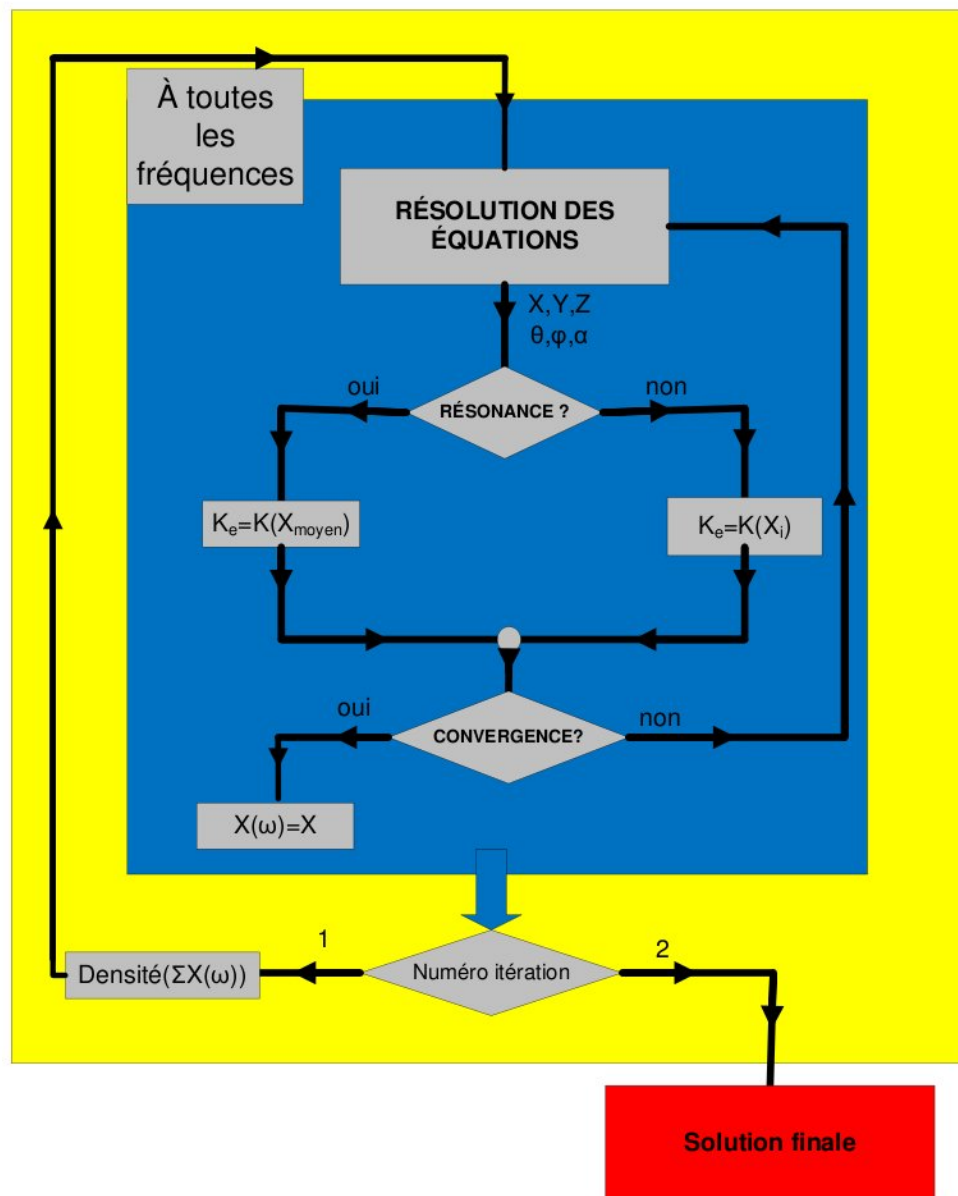 À toutes
les
fréquences
RÉSOLUTION DES
ÉQUATIONS
X,Y,Z
θ,φ,α
oui
non
RÉSONANCE ?
Kₑ=K(Xmoyen)
Kₑ=K(Xᵢ)
oui
non
CONVERGENCE?
X(ω)=X
1
2
Numéro itération
Densité(ΣX(ω))
Solution finale